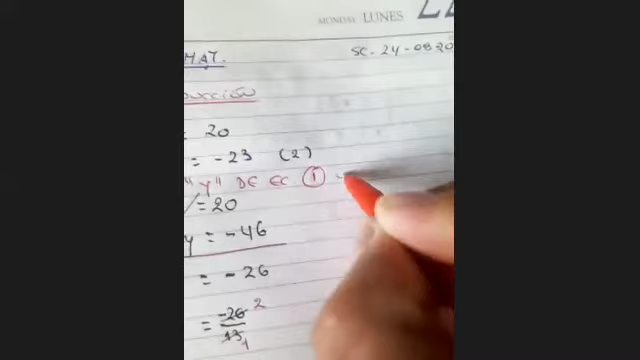 MONDAY LUNES
SC-24-08-20
MAT.
= 20
= -23 (2)
"Y" DE EC. ①
= 20
y = -46
= -26
= -26/13 2 1